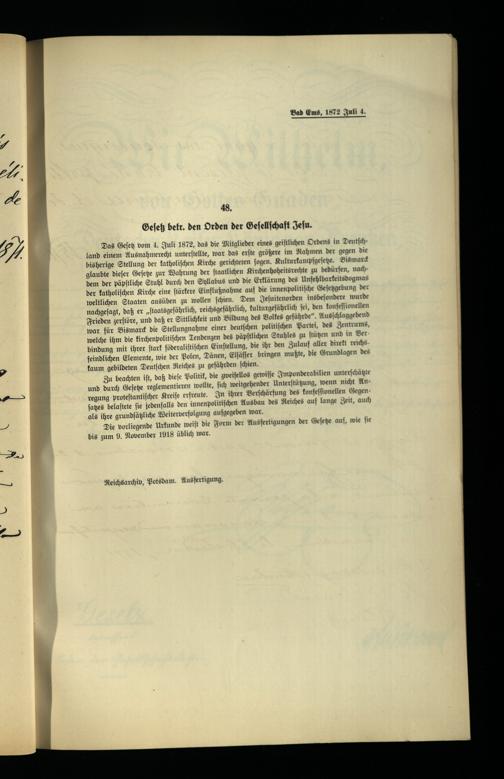 s
éti.
de
1871.
Bad Ems, 1872 Juli 4.
48.
Gesetz betr. den Orden der Gesellschaft Jesu.
Das Gesetz vom 4. Juli 1872, das die Mitglieder eines geistlichen Ordens in Deutsch-
land einem Ausnahmerecht unterstellte, war das erste größere im Rahmen der gegen die
bisherige Stellung der katholischen Kirche gerichteten sogen. Kulturkampfgesetze. Bismarck
glaubte dieser Gesetze zur Wahrung der staatlichen Kirchenhoheitsrechte zu bedürfen, nach-
dem der päpstliche Stuhl durch den Syllabus und die Erklärung des Unfehlbarkeitsdogmas
der katholischen Kirche eine stärkere Einflußnahme auf die innenpolitische Gesetzgebung der
weltlichen Staaten ausüben zu wollen schien. Dem Jesuitenorden insbesondere wurde
nachgesagt, daß er „staatsgefährlich, reichsgefährlich, kulturgefährlich sei, den konfessionellen
Frieden zerstöre, und daß er Sittlichkeit und Bildung des Volkes gefährde“. Ausschlaggebend
war für Bismarck die Stellungnahme einer deutschen politischen Partei, des Zentrums,
welche ihm die kirchenpolitischen Tendenzen des päpstlichen Stuhles zu stützen und in Ver-
bindung mit ihrer stark föderalistischen Einstellung, die ihr den Zulauf aller direkt reichs-
feindlichen Elemente, wie der Polen, Dänen, Elsässer bringen mußte, die Grundlagen des
kaum gebildeten Deutschen Reiches zu gefährden schien.
Zu beachten ist, daß diese Politik, die zweifellos gewisse Imponderabilien unterschätzte
und durch Gesetze reglementieren wollte, sich weitgehender Unterstützung, wenn nicht An-
regung protestantischer Kreise erfreute. In ihrer Verschärfung des konfessionellen Gegen-
satzes belastete sie jedenfalls den innenpolitischen Ausbau des Reiches auf lange Zeit, auch
als ihre grundsätzliche Weiterverfolgung aufgegeben war.
Die vorliegende Urkunde weist die Form der Ausfertigungen der Gesetze auf, wie sie
bis zum 9. November 1918 üblich war.
Reichsarchiv, Potsdam. Ausfertigung.
Wir Wilhelm,
von Gottes Gnaden
Gesetz